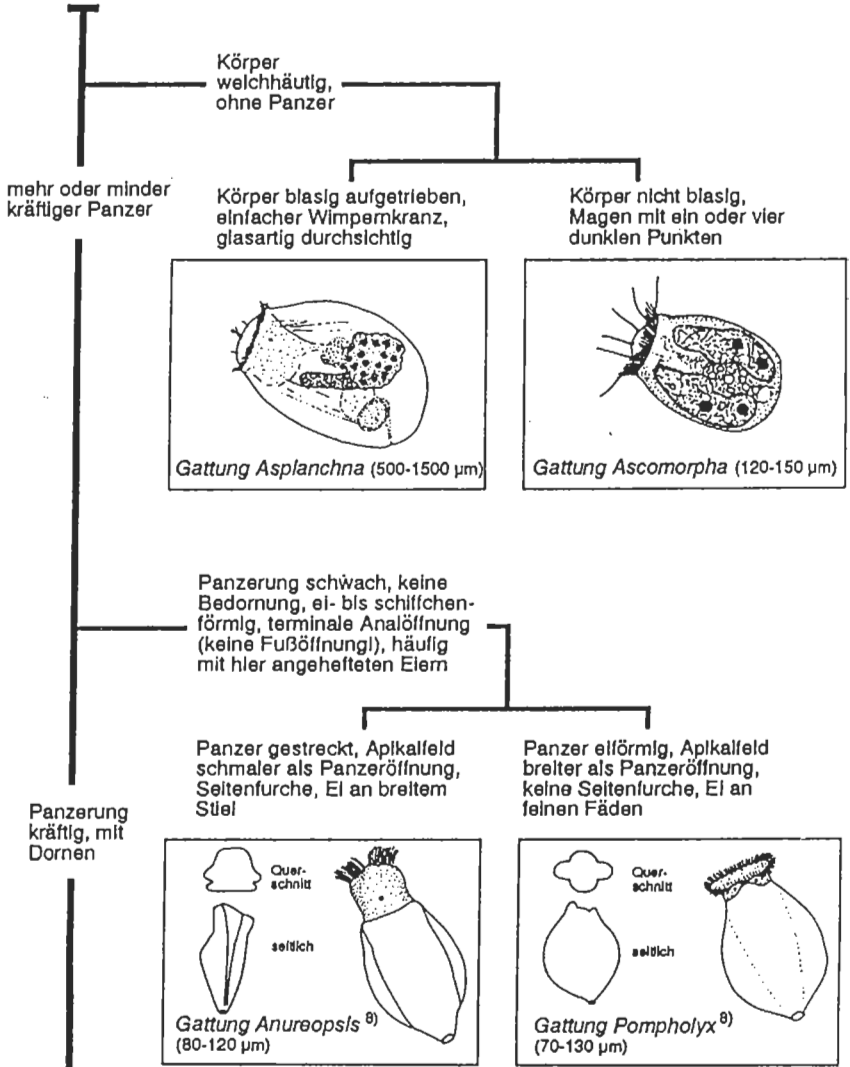 Körper
weichhäutig,
ohne Panzer
mehr oder minder
kräftiger Panzer
Körper blasig aufgetrieben,
einfacher Wimpernkranz,
glasartig durchsichtig
Körper nicht blasig,
Magen mit ein oder vier
dunklen Punkten
Gattung Asplanchna (500-1500 µm)
Gattung Ascomorpha (120-150 µm)
Panzerung schwach, keine
Bedornung, ei- bis schiffchen-
förmig, terminale Analöffnung
(keine Fußöffnung!), häufig
mit hier angehefteten Eiern
Panzer gestreckt, Apikalfeld
schmaler als Panzeröffnung,
Seitenfurche, Ei an breitem
Stiel
Panzer eiförmig, Apikalfeld
breiter als Panzeröffnung,
keine Seitenfurche, Ei an
feinen Fäden
Panzerung
kräftig, mit
Dornen
Quer-
schnitt
seitlich
Gattung Anureopsis 8)
(80-120 µm)
Quer-
schnitt
seitlich
Gattung Pompholyx 8)
(70-130 µm)